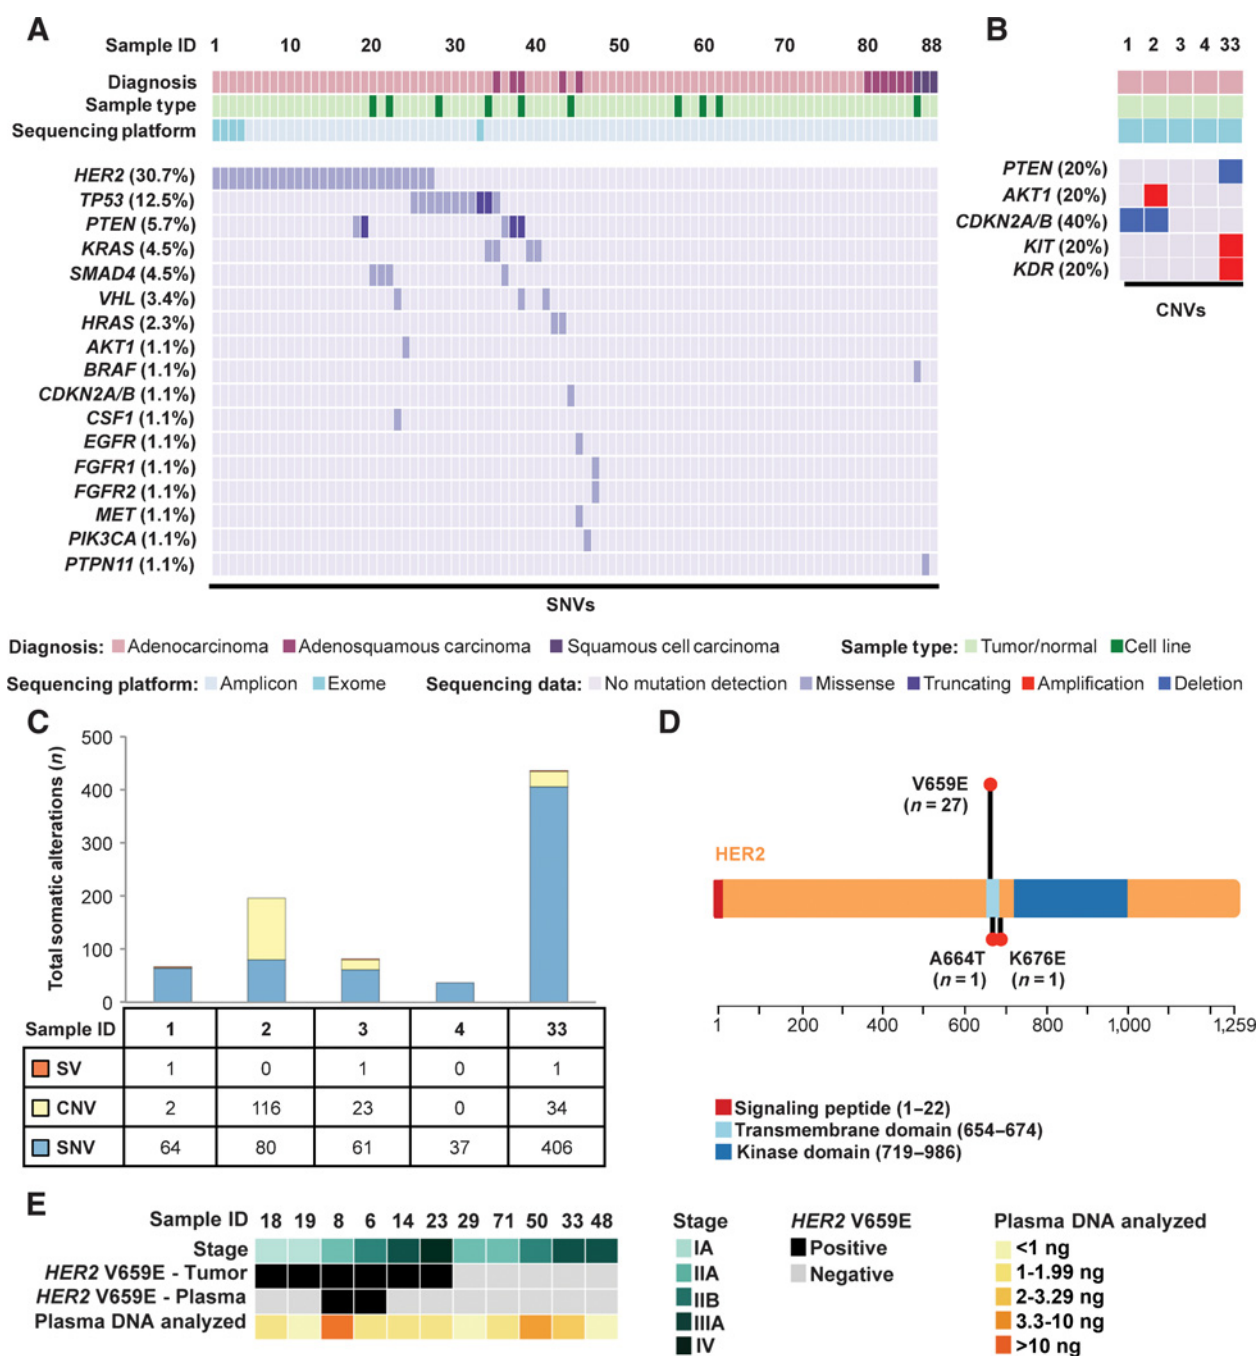 A
Sample ID 1 10 20 30 40 50 60 70 80 88
Diagnosis
Sample type
Sequencing platform
HER2 (30.7%)
TP53 (12.5%)
PTEN (5.7%)
KRAS (4.5%)
SMAD4 (4.5%)
VHL (3.4%)
HRAS (2.3%)
AKT1 (1.1%)
BRAF (1.1%)
CDKN2A/B (1.1%)
CSF1 (1.1%)
EGFR (1.1%)
FGFR1 (1.1%)
FGFR2 (1.1%)
MET (1.1%)
PIK3CA (1.1%)
PTPN11 (1.1%)
SNVs
B
1 2 3 4 33
PTEN (20%)
AKT1 (20%)
CDKN2A/B (40%)
KIT (20%)
KDR (20%)
CNVs
Diagnosis: Adenocarcinoma Adenosquamous carcinoma Squamous cell carcinoma Sample type: Tumor/normal Cell line
Sequencing platform: Amplicon Exome Sequencing data: No mutation detection Missense Truncating Amplification Deletion
C
Total somatic alterations (n)
500
400
300
200
100
0
Sample ID 1 2 3 4 33
SV 1 0 1 0 1
CNV 2 116 23 0 34
SNV 64 80 61 37 406
D
V659E
(n = 27)
HER2
A664T K676E
(n = 1) (n = 1)
1 200 400 600 800 1,000 1,259
Signaling peptide (1–22)
Transmembrane domain (654–674)
Kinase domain (719–986)
E
Sample ID 18 19 8 6 14 23 29 71 50 33 48
Stage
HER2 V659E - Tumor
HER2 V659E - Plasma
Plasma DNA analyzed
Stage
IA
IIA
IIB
IIIA
IV
HER2 V659E
Positive
Negative
Plasma DNA analyzed
<1 ng
1-1.99 ng
2-3.29 ng
3.3-10 ng
>10 ng